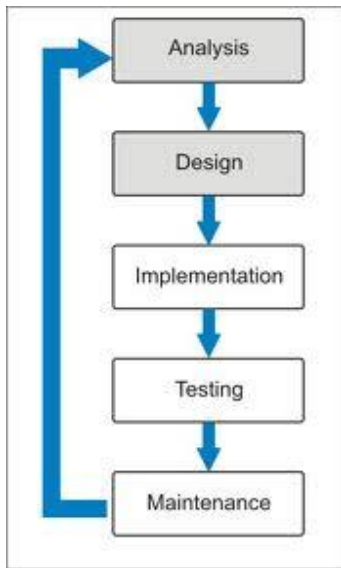 Analysis
Design
Implementation
Testing
Maintenance